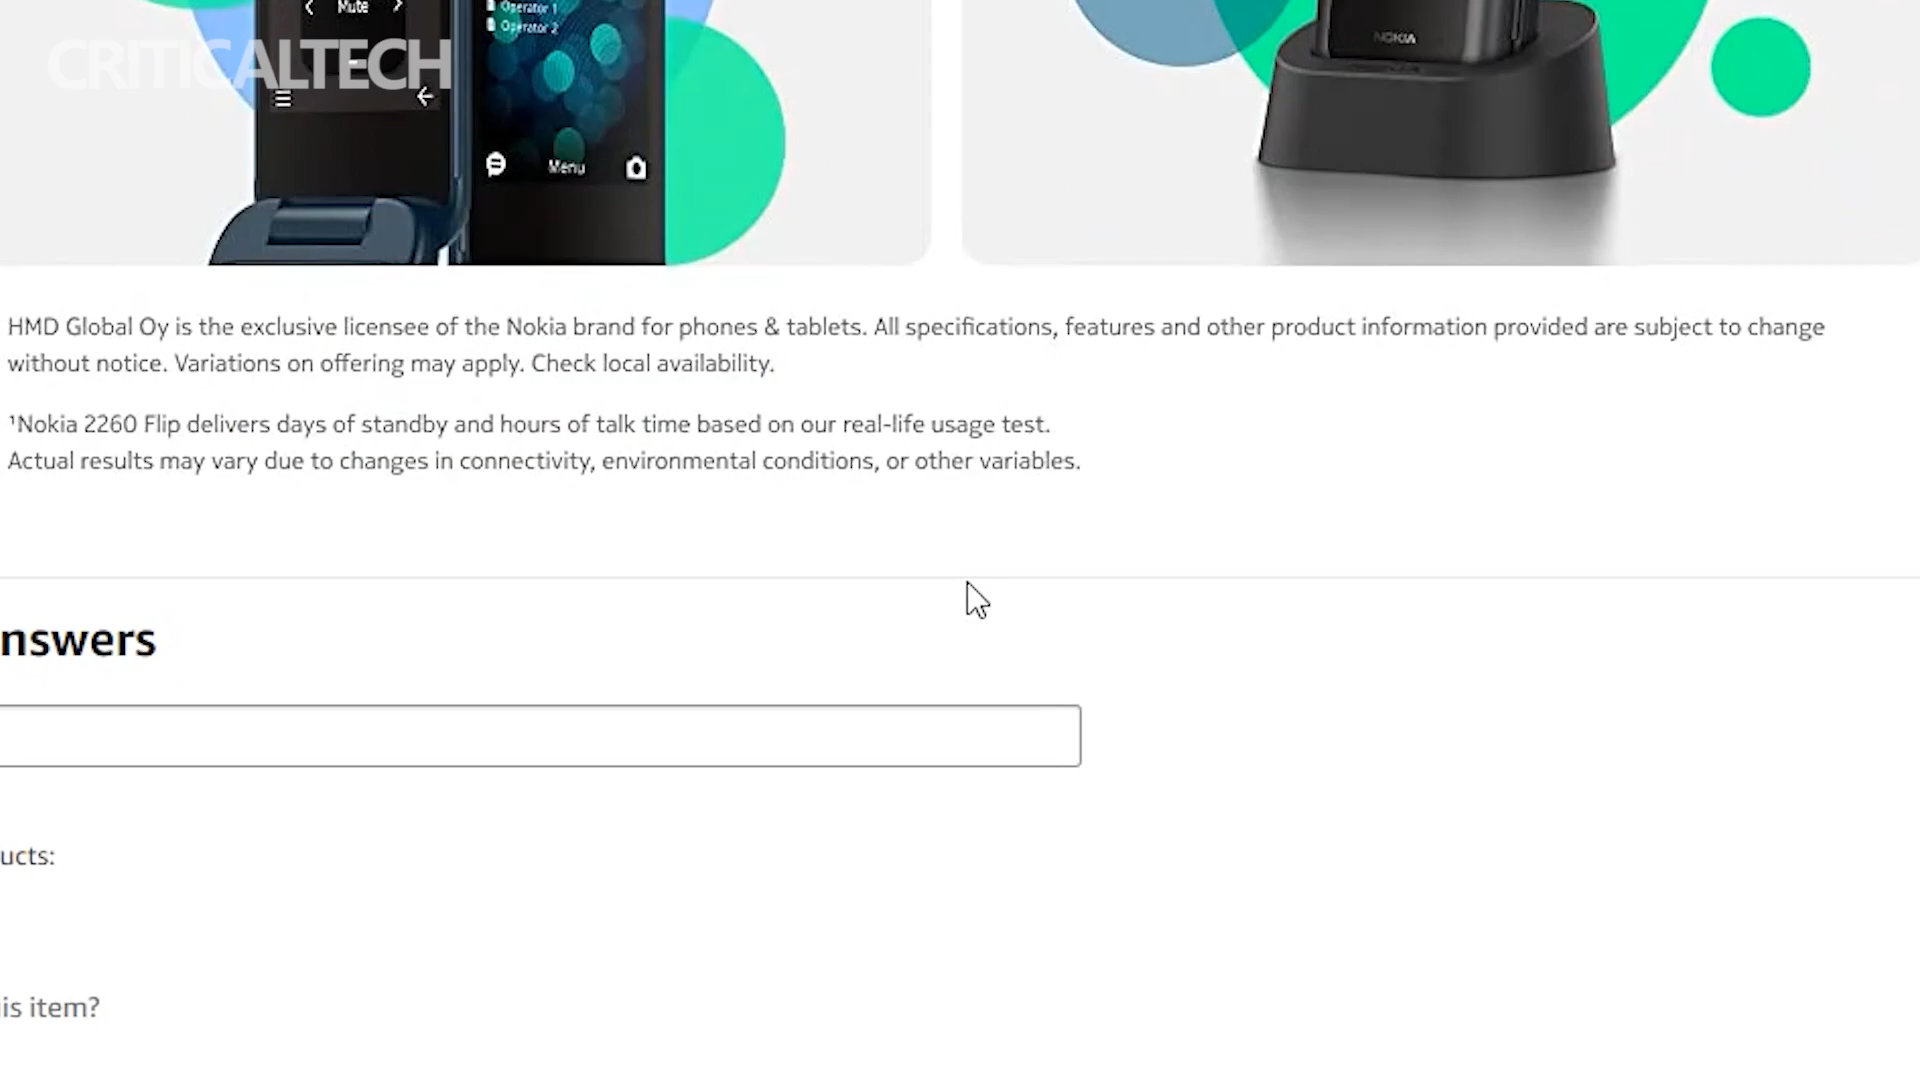 Mute
Operator 1
Operator 2
CRITICALTECH
NOKIA
Menu
HMD Global Oy is the exclusive licensee of the Nokia brand for phones & tablets. All specifications, features and other product information provided are subject to change
without notice. Variations on offering may apply. Check local availability.
¹Nokia 2260 Flip delivers days of standby and hours of talk time based on our real-life usage test.
Actual results may vary due to changes in connectivity, environmental conditions, or other variables.
nswers
ucts:
is item?